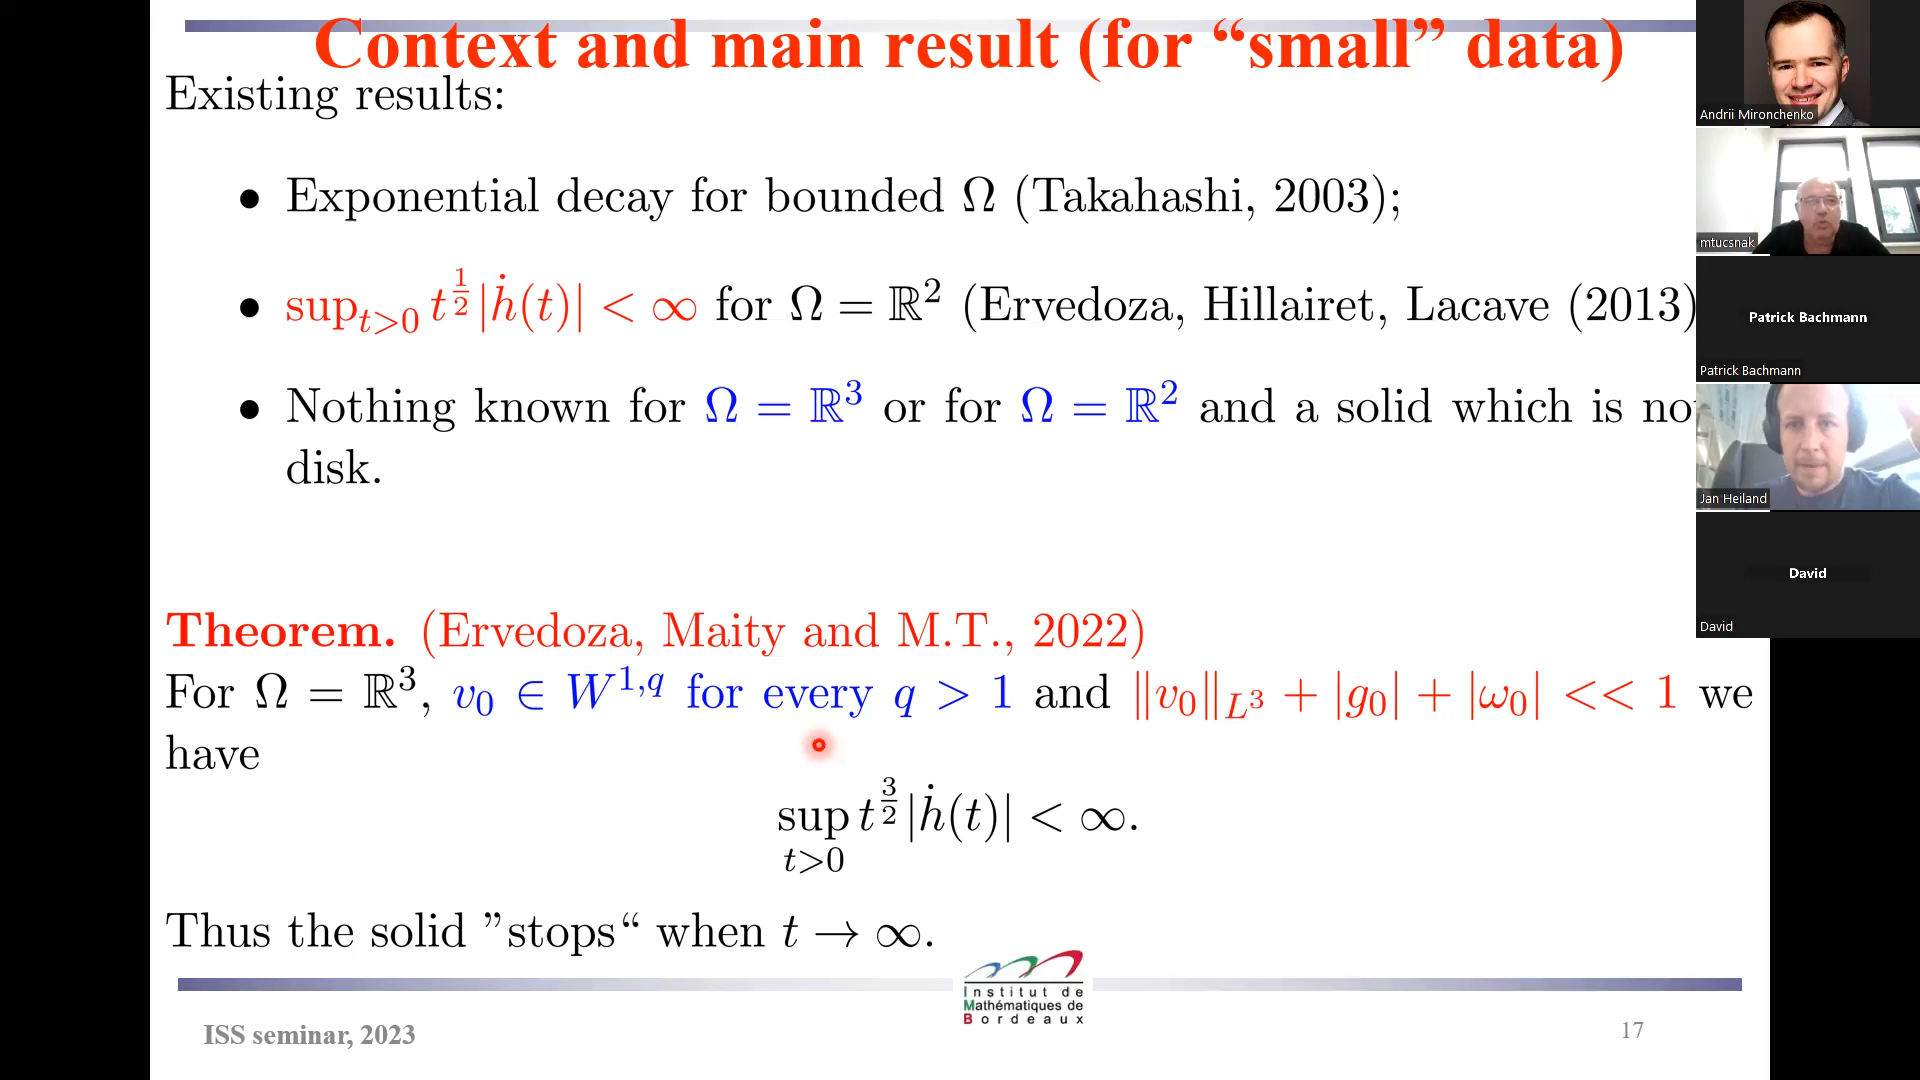 Context and main result (for “small” data)
Existing results:
• Exponential decay for bounded Ω (Takahashi, 2003);
• sup_{t>0} t^{1/2}|ḣ(t)| < ∞ for Ω = ℝ² (Ervedoza, Hillairet, Lacave (2013)
• Nothing known for Ω = ℝ³ or for Ω = ℝ² and a solid which is
disk.
Theorem. (Ervedoza, Maity and M.T., 2022)
For Ω = ℝ³, v₀ ∈ W^{1,q} for every q > 1 and ‖v₀‖_{L³} + |g₀| + |ω₀| << 1 we
have
sup_{t>0} t^{3/2}|ḣ(t)| < ∞.
Thus the solid ”stops“ when t → ∞.
Institut de
Mathématiques de
Bordeaux
ISS seminar, 2023
17
Andrii Mironchenko
mtucsnak
Patrick Bachmann
Patrick Bachmann
Jan Heiland
David
David